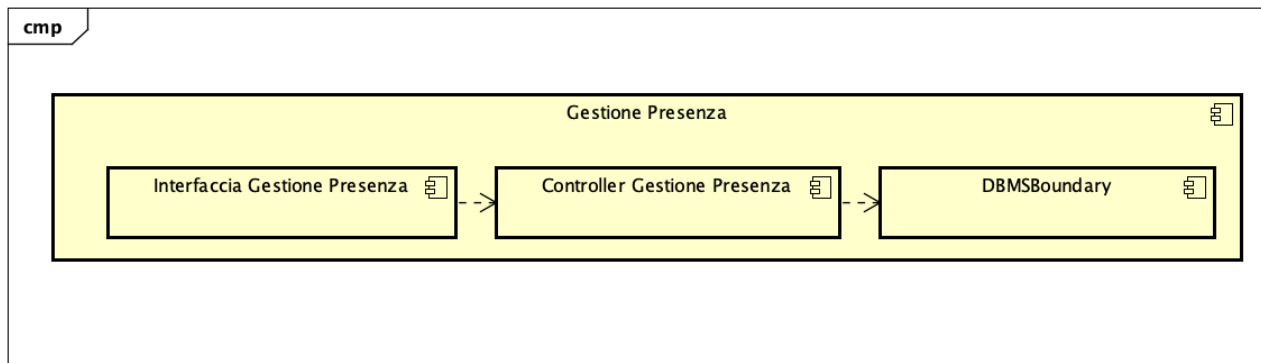 cmp
Gestione Presenza
Interfaccia Gestione Presenza
Controller Gestione Presenza
DBMSBoundary